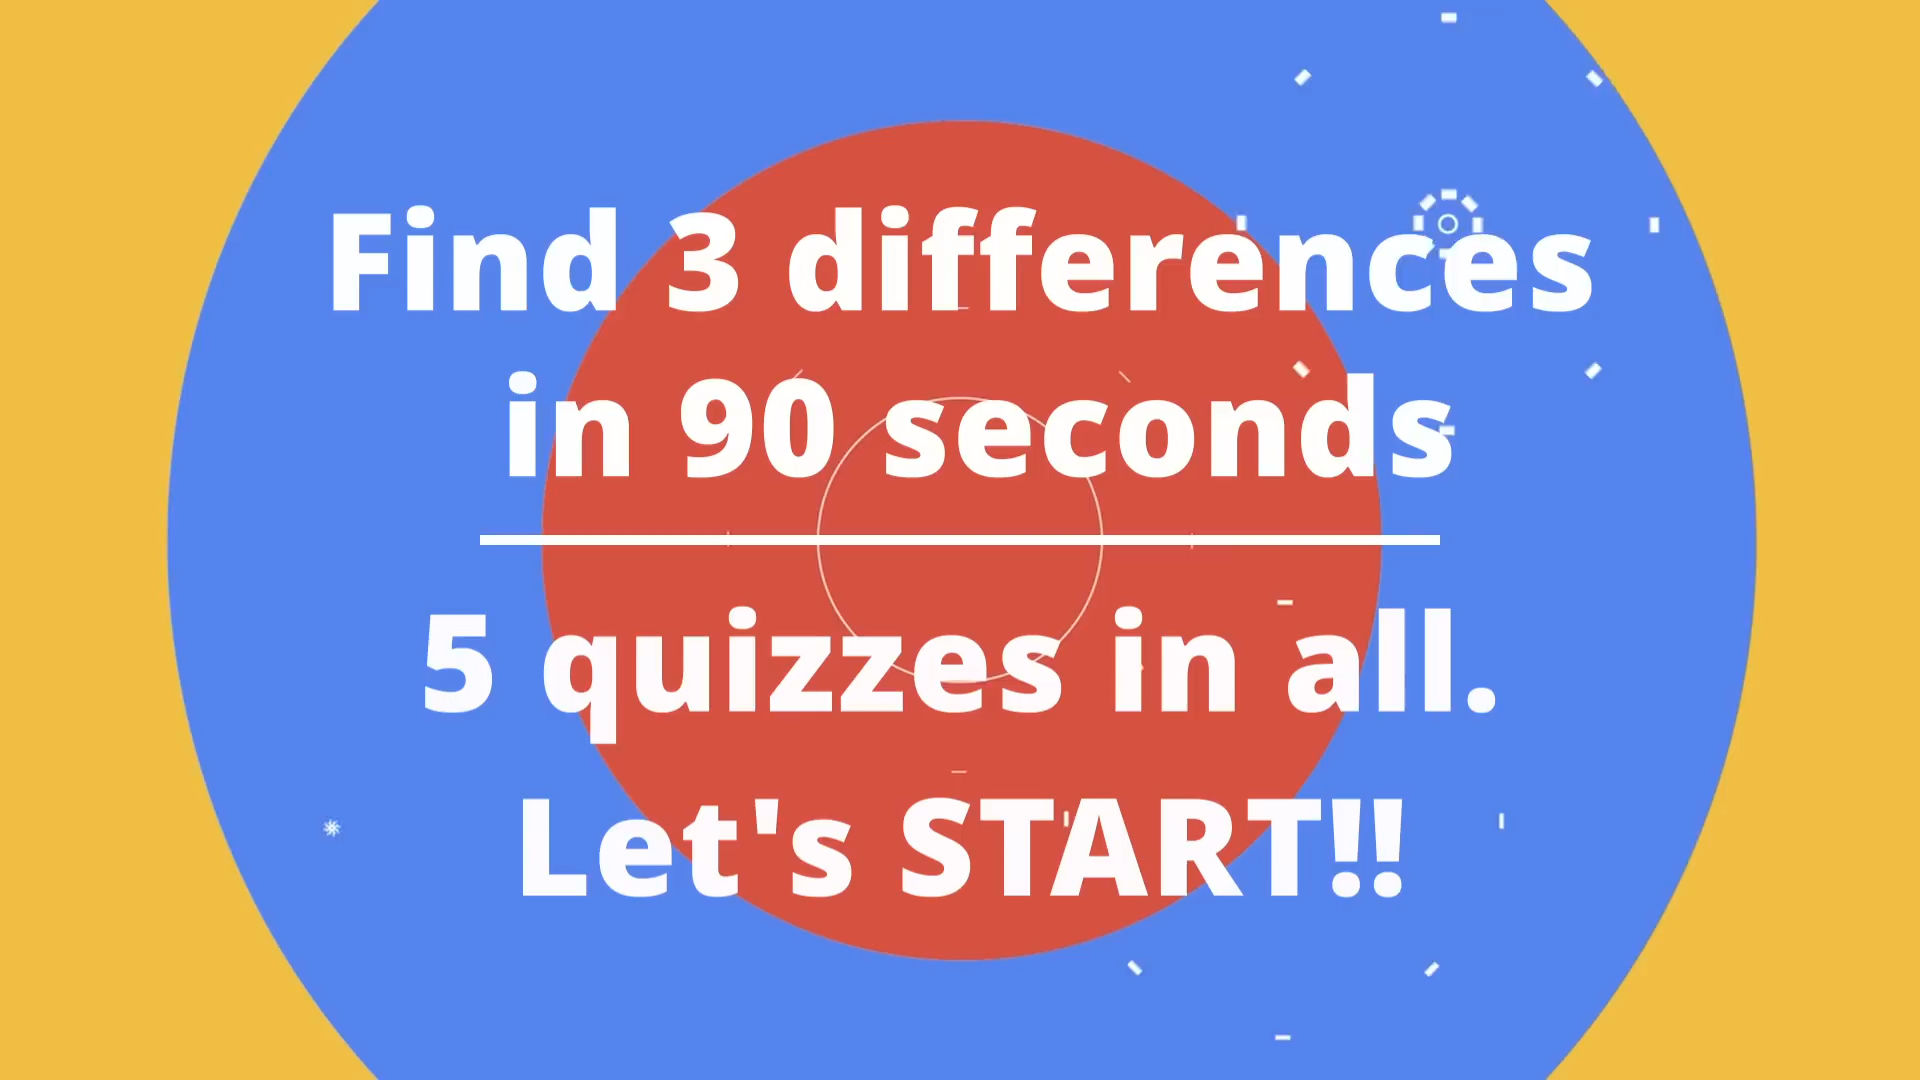 Find 3 differences
in 90 seconds
5 quizzes in all.
Let's START!!